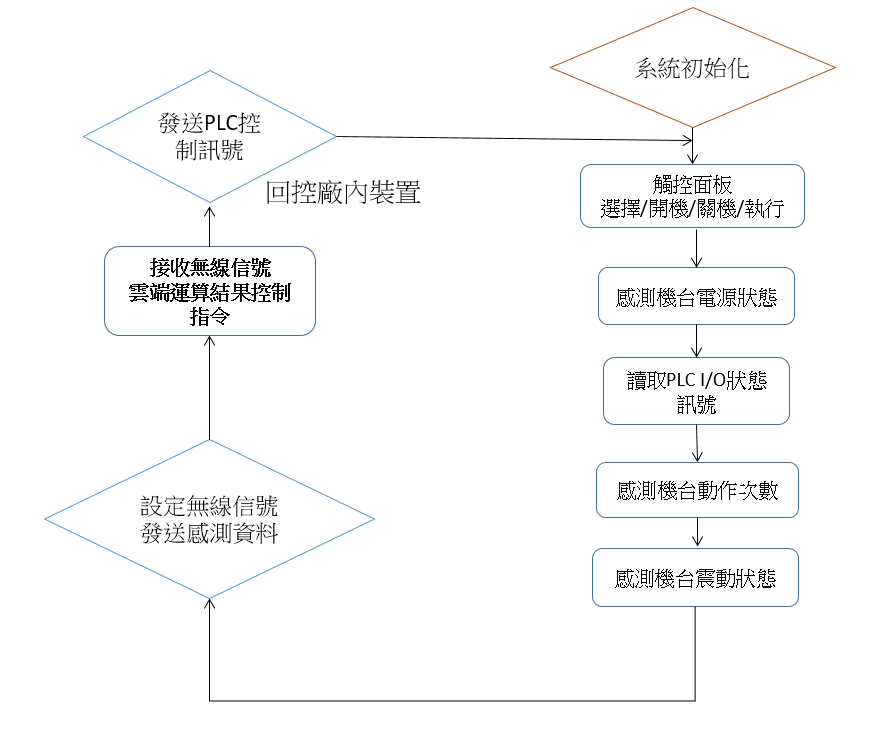 系統初始化
觸控面板
選擇/開機/關機/執行
感測機台電源狀態
讀取PLC I/O狀態
訊號
感測機台動作次數
感測機台震動狀態
設定無線信號
發送感測資料
接收無線信號
雲端運算結果控制
指令
發送PLC控
制訊號
回控廠內裝置